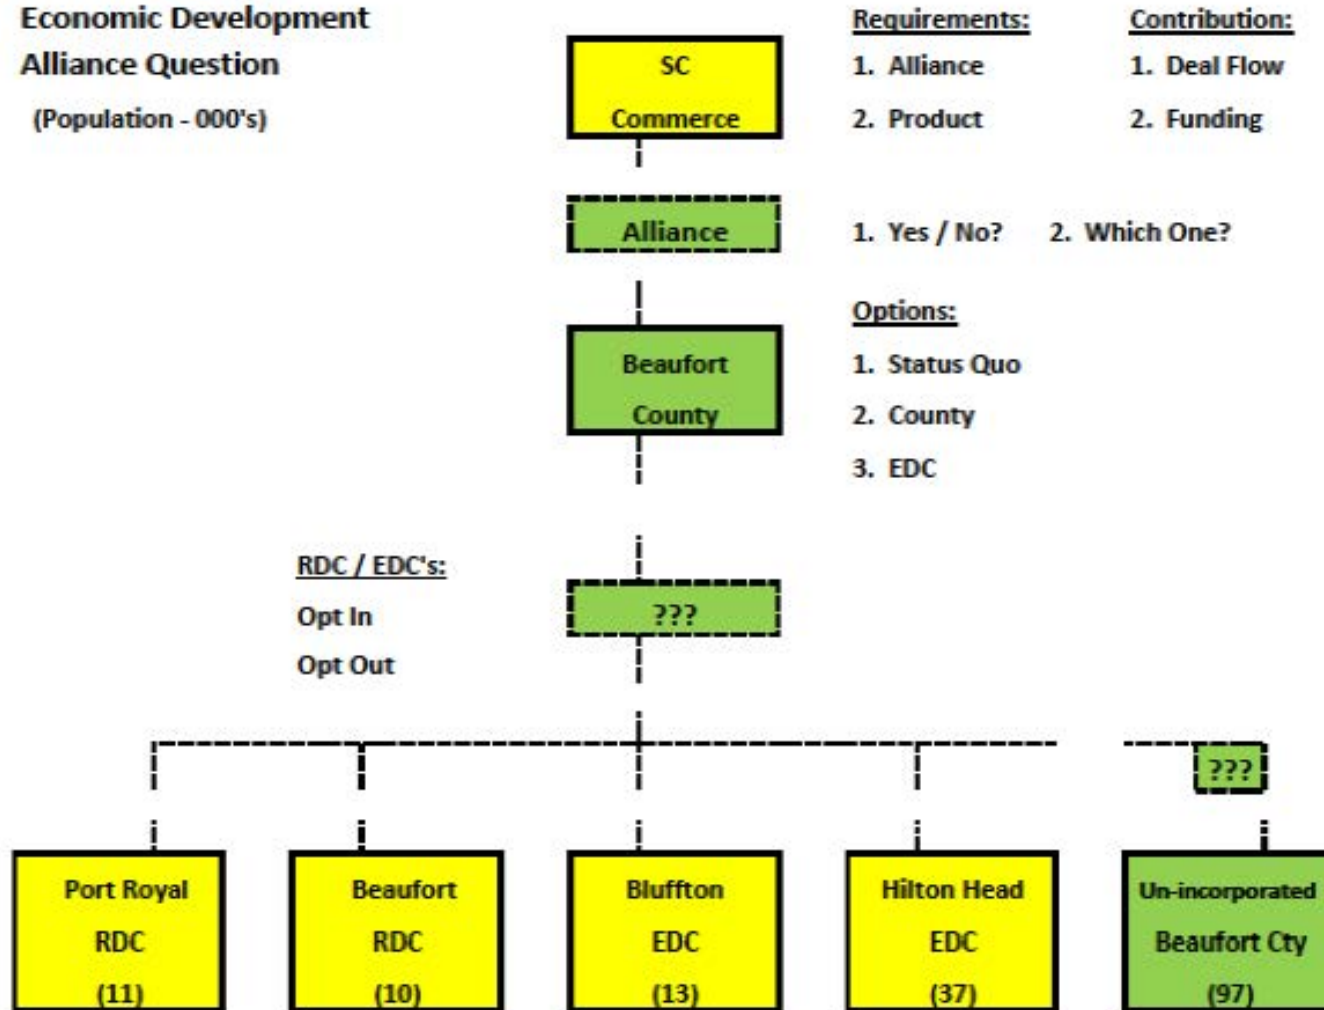 Economic Development
Alliance Question
(Population - 000's)
SC
Commerce
Requirements:
1. Alliance
2. Product
Contribution:
1. Deal Flow
2. Funding
Alliance
1. Yes / No?
2. Which One?
Beaufort
County
Options:
1. Status Quo
2. County
3. EDC
RDC / EDC's:
Opt In
Opt Out
???
???
Port Royal
RDC
(11)
Beaufort
RDC
(10)
Bluffton
EDC
(13)
Hilton Head
EDC
(37)
Un-incorporated
Beaufort Cty
(97)